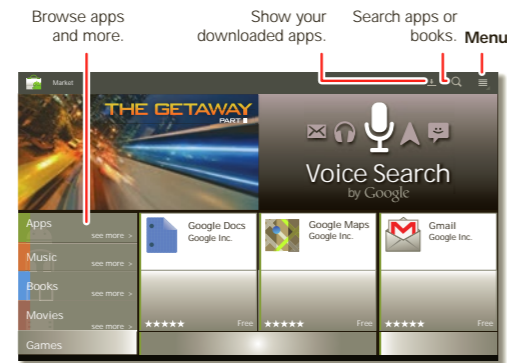 Browse apps
and more.
Show your
downloaded apps.
Search apps or
books.
Menu
Market
THE GETAWAY
PART II
Voice Search
by Google
Apps
see more >
Music
see more >
Books
see more >
Movies
see more >
Games
Google Docs
Google Inc.
★★★★★ Free
Google Maps
Google Inc.
★★★★★ Free
Gmail
Google Inc.
★★★★★ Free